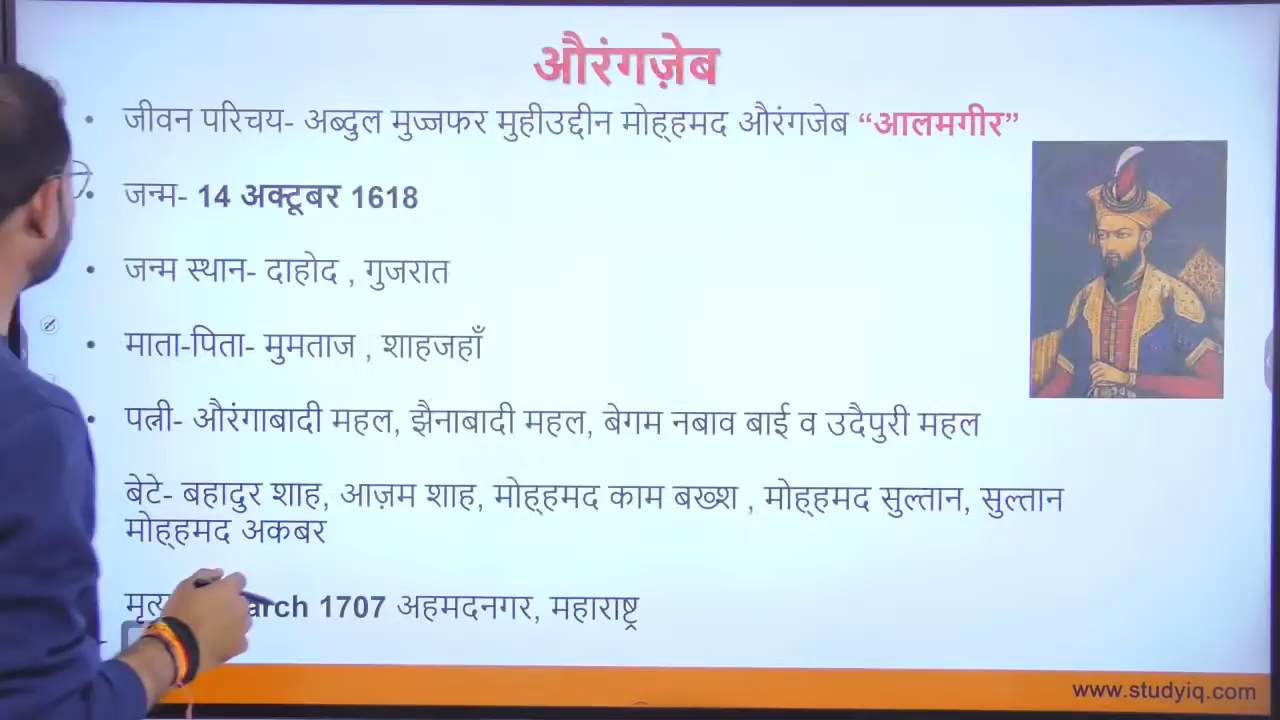 औरंगज़ेब
जीवन परिचय- अब्दुल मुज्जफर मुहीउद्दीन मोह्हमद औरंगजेब “आलमगीर”
जन्म- 14 अक्टूबर 1618
जन्म स्थान- दाहोद , गुजरात
माता-पिता- मुमताज , शाहजहाँ
पत्नी- औरंगाबादी महल, झैनाबादी महल, बेगम नबाव बाई व उदैपुरी महल
बेटे- बहादुर शाह, आज़म शाह, मोह्हमद काम बख्श , मोह्हमद सुल्तान, सुल्तान
मोह्हमद अकबर
1707 अहमदनगर, महाराष्ट्र
www.studyiq.com